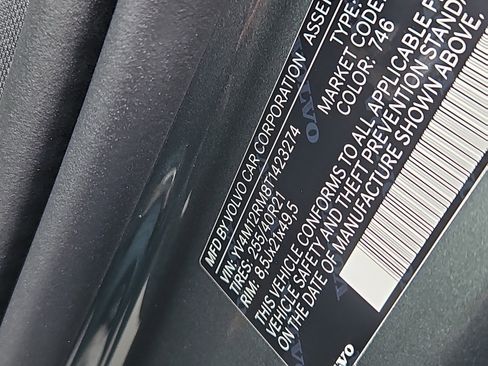 MFD BY VOLVO CAR CORPORATION ASSE
TYPE:
MARKET CODE
COLOR: 746
VIN: YV4M12RM8T1423274
TIRES: 255/40R21
RIM: 8.5Jx21x49.5
THIS VEHICLE CONFORMS TO ALL APPLICABLE F
VEHICLE SAFETY AND THEFT PREVENTION STAND
ON THE DATE OF MANUFACTURE SHOWN ABOVE.